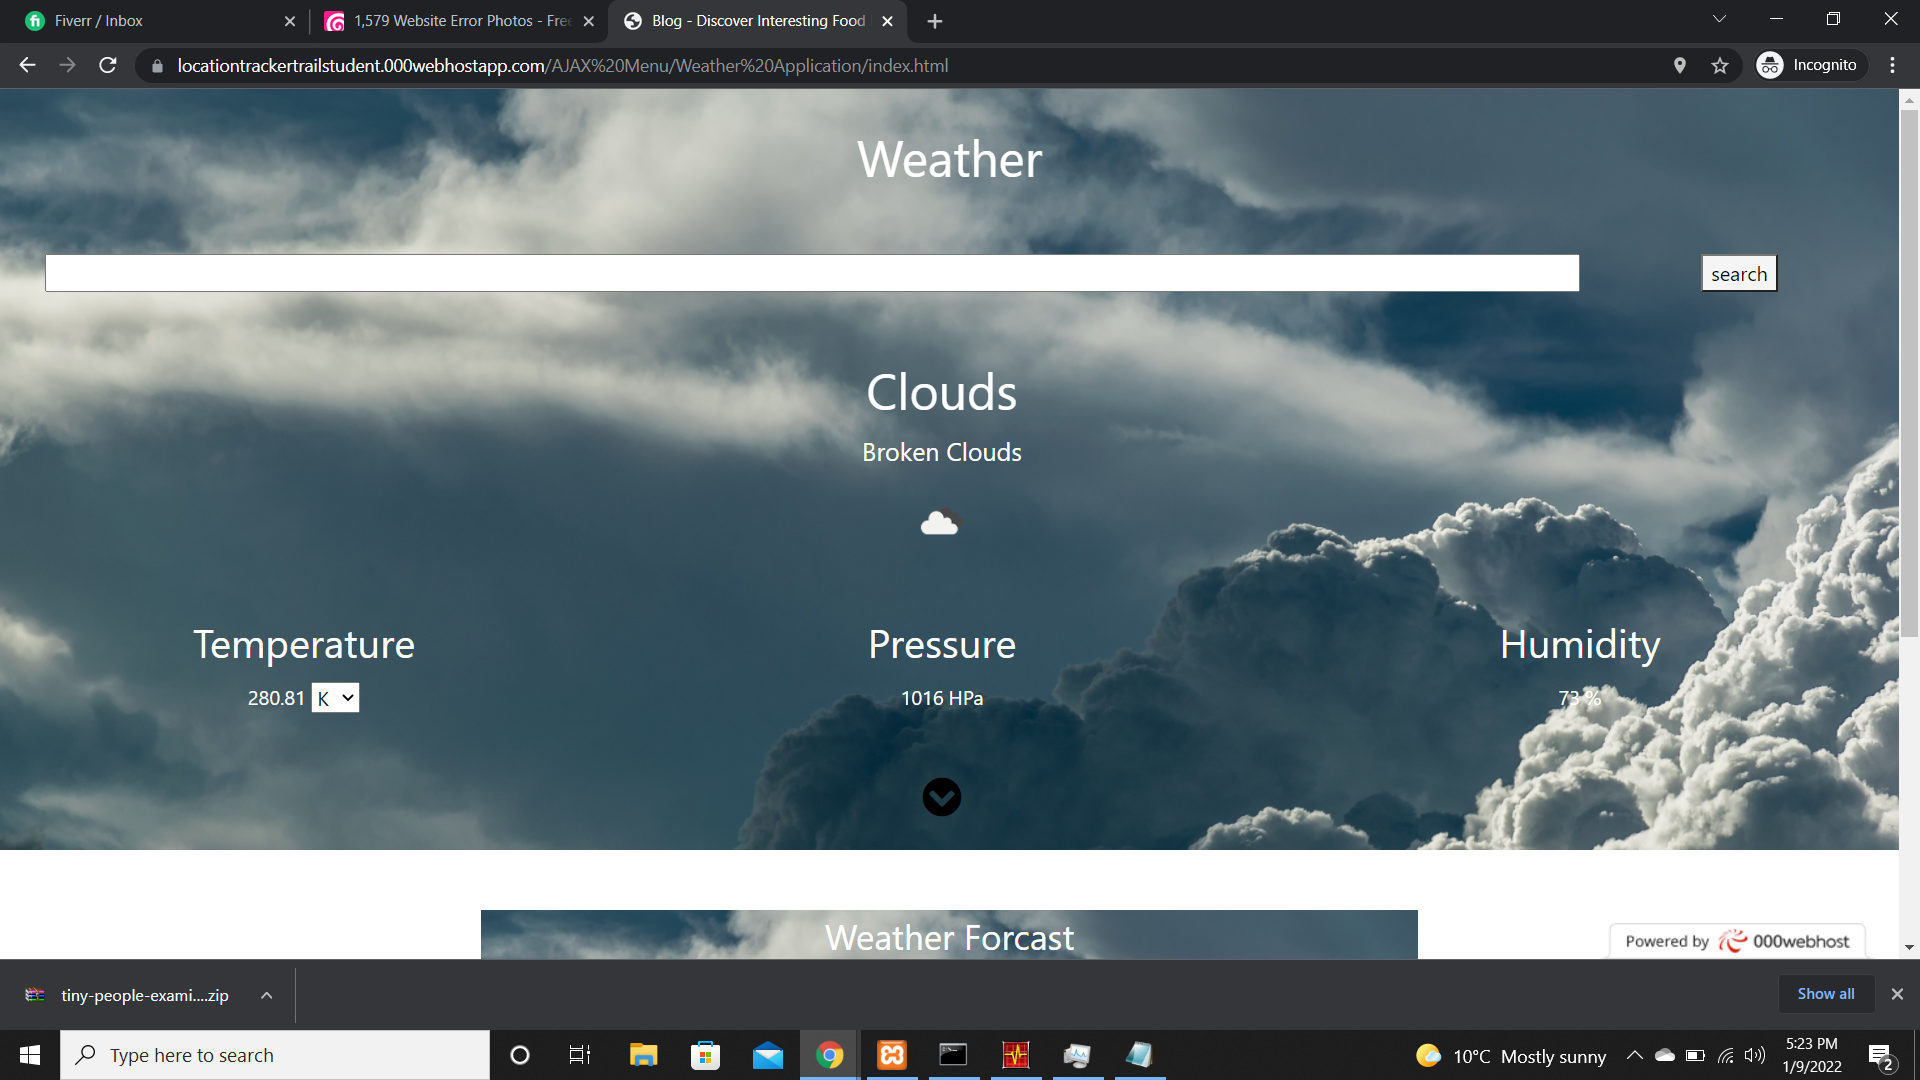 Fiverr / Inbox
1,579 Website Error Photos - Free
Blog - Discover Interesting Food
locationtrackertrailstudent.000webhostapp.com/AJAX%20Menu/Weather%20Application/index.html
Incognito
Weather
search
Clouds
Broken Clouds
Temperature
Pressure
Humidity
280.81 K
1016 HPa
73 %
Weather Forcast
Powered by 000webhost
tiny-people-exami....zip
Show all
Type here to search
10°C Mostly sunny
5:23 PM
1/9/2022
2